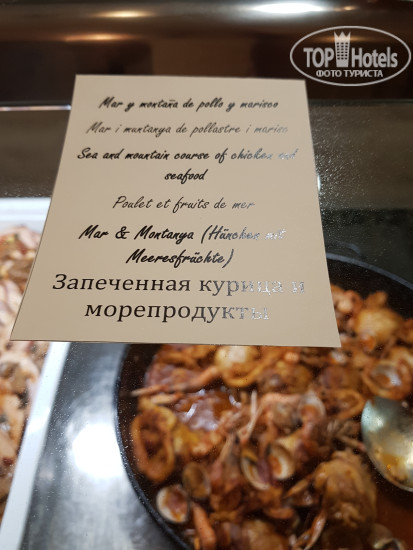 TOP Hotels
ФОТО ТУРИСТА
Mar y montaña de pollo y marisco
Mar i muntanya de pollastre i marisc
Sea and mountain course of chicken and
seafood
Poulet et fruits de mer
Mar & Montanya (Hünchen mit
Meeresfrüchte)
Запеченная курица и
морепродукты